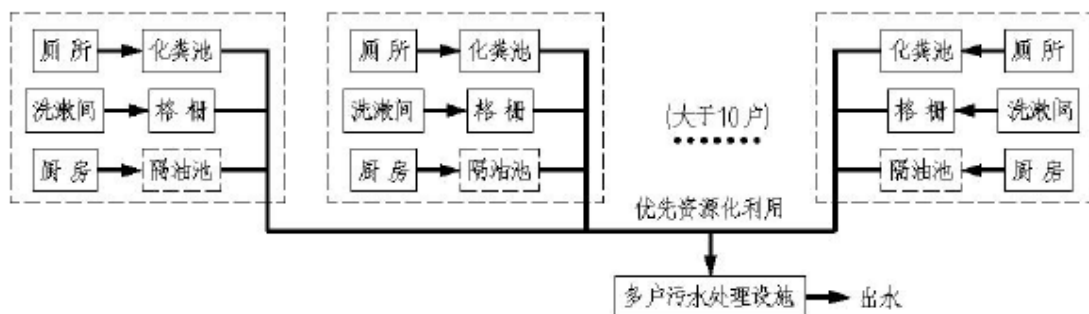 厕所 化粪池 厕所 化粪池 化粪池 厕所
洗漱间 格栅 洗漱间 格栅 (大于10户) 格栅 洗漱间
厨房 隔油池 厨房 隔油池 隔油池 厨房
优先资源化利用
多户污水处理设施 出水